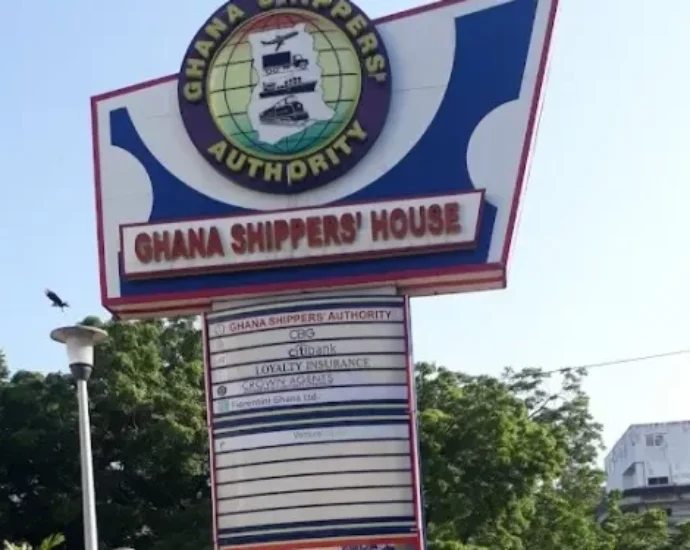 GHANA SHIPPERS'
AUTHORITY
GHANA SHIPPERS' HOUSE
GHANA SHIPPERS' AUTHORITY
CBG
citibank
LOYALTY INSURANCE
CROWN AGENTS
Fiorentini Ghana Ltd.